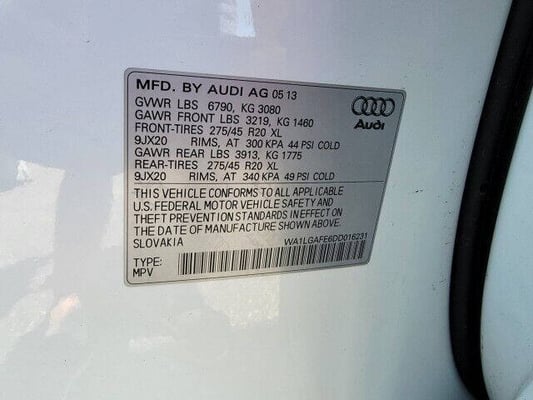 MFD. BY AUDI AG 05 13
GVWR LBS 6790, KG 3080
GAWR FRONT LBS 3219, KG 1460
FRONT-TIRES 275/45 R20 XL
9JX20 RIMS, AT 300 KPA 44 PSI COLD
GAWR REAR LBS 3913, KG 1775
REAR-TIRES 275/45 R20 XL
9JX20 RIMS, AT 340 KPA 49 PSI COLD
Audi
THIS VEHICLE CONFORMS TO ALL APPLICABLE
U.S. FEDERAL MOTOR VEHICLE SAFETY AND
THEFT PREVENTION STANDARDS IN EFFECT ON
THE DATE OF MANUFACTURE SHOWN ABOVE.
SLOVAKIA
WA1LGAFE6DD016231
TYPE:
MPV